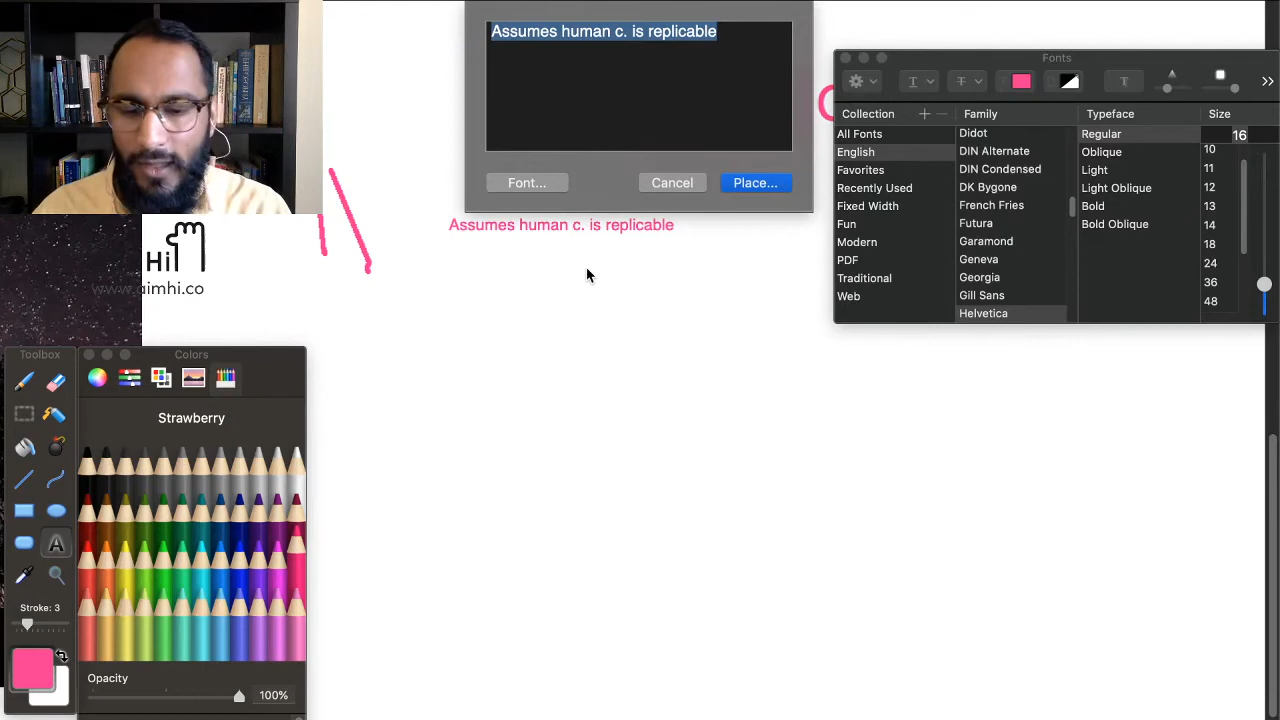 Assumes human c. is replicable
Font...
Cancel
Place...
Assumes human c. is replicable
Hi
www.aimhi.co
Fonts
Collection
Family
Typeface
Size
All Fonts
English
Favorites
Recently Used
Fixed Width
Fun
Modern
PDF
Traditional
Web
Didot
DIN Alternate
DIN Condensed
DK Bygone
French Fries
Futura
Garamond
Geneva
Georgia
Gill Sans
Helvetica
Regular
Oblique
Light
Light Oblique
Bold
Bold Oblique
16
10
11
12
13
14
18
24
36
48
Toolbox
Stroke: 3
Colors
Strawberry
Opacity
100%